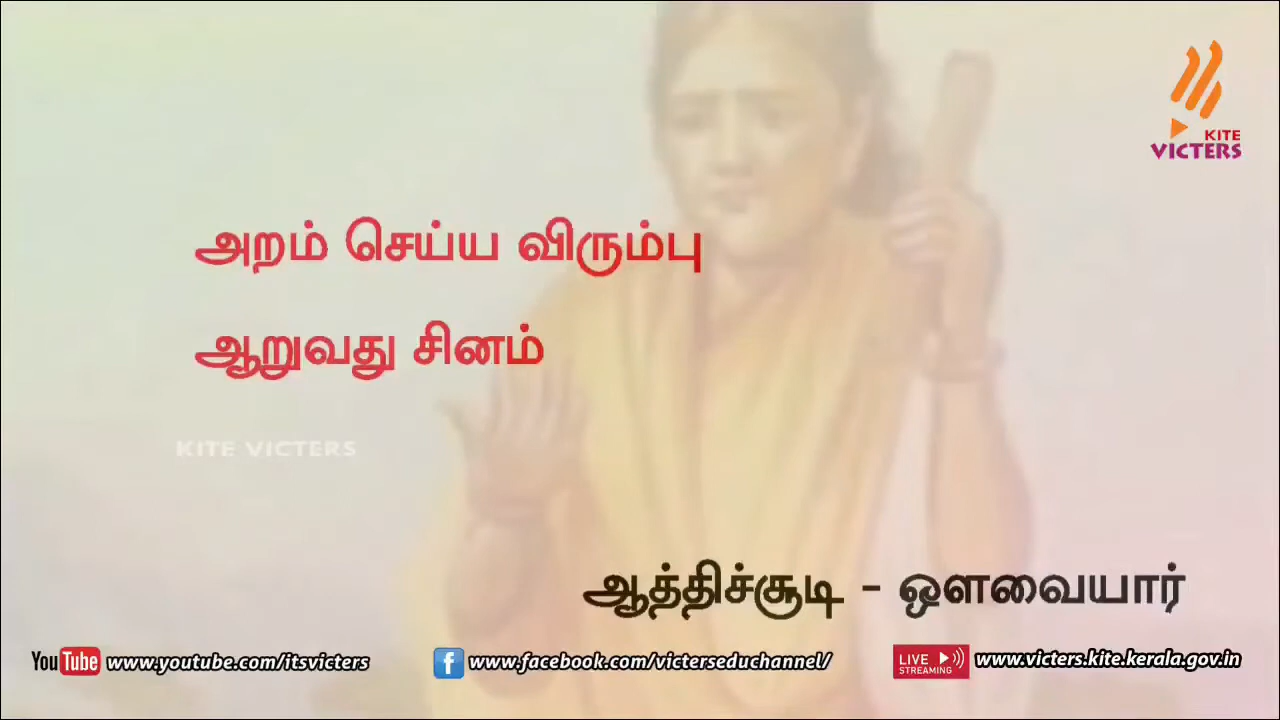 KITE
VICTERS
அறம் செய்ய விரும்பு
ஆறுவது சினம்
KITE VICTERS
ஆத்திச்சூடி - ஔவையார்
YouTube www.youtube.com/itsvicters
f www.facebook.com/victerseduchannel/
LIVE STREAMING www.victers.kite.kerala.gov.in